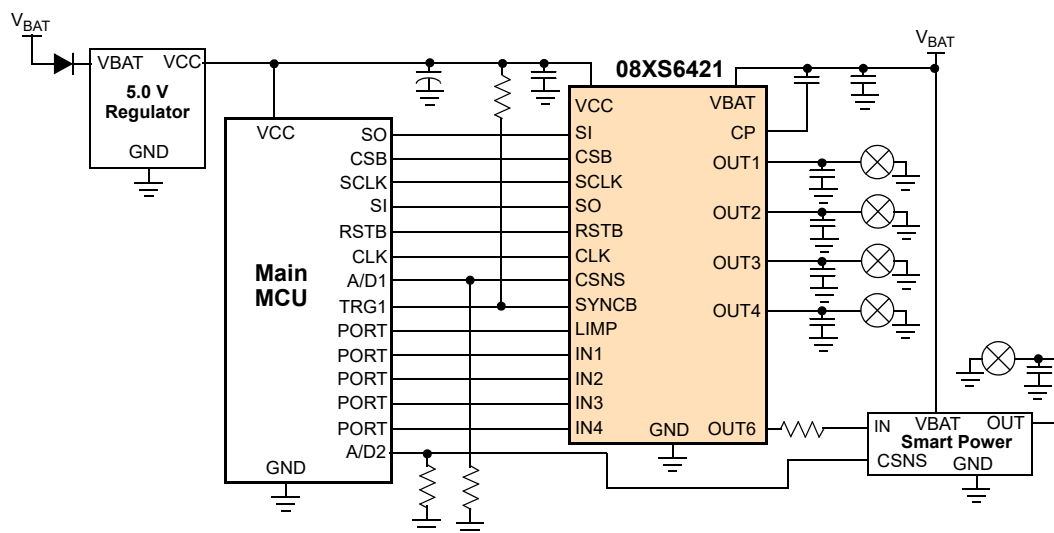 VBAT
VBAT VCC
5.0 V
Regulator
GND
VCC
SO
CSB
SCLK
SI
RSTB
CLK
A/D1
TRG1
PORT
PORT
PORT
PORT
PORT
A/D2
Main
MCU
GND
08XS6421
VCC
SI
CSB
SCLK
SO
RSTB
CLK
CSNS
SYNCB
LIMP
IN1
IN2
IN3
IN4
VBAT
CP
OUT1
OUT2
OUT3
OUT4
GND OUT6
VBAT
IN VBAT OUT
Smart Power
CSNS GND